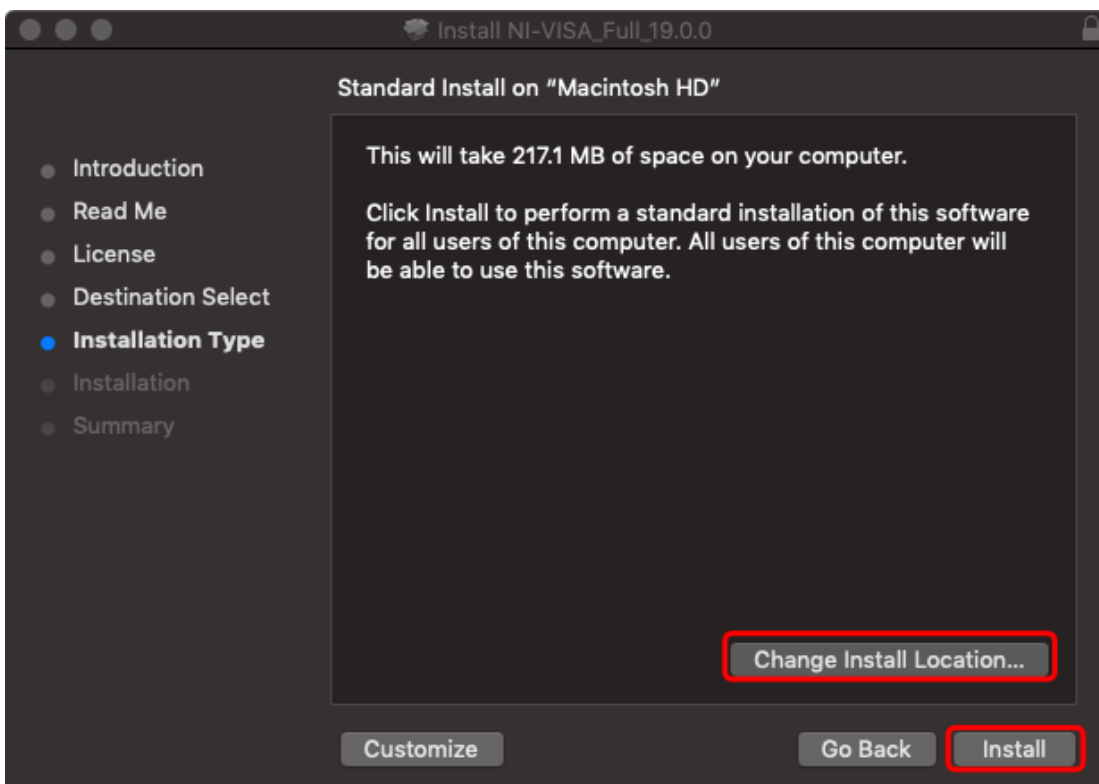 Install NI-VISA_Full_19.0.0
Standard Install on “Macintosh HD”
Introduction
Read Me
License
Destination Select
Installation Type
Installation
Summary
This will take 217.1 MB of space on your computer.
Click Install to perform a standard installation of this software
for all users of this computer. All users of this computer will
be able to use this software.
Change Install Location...
Customize
Go Back
Install